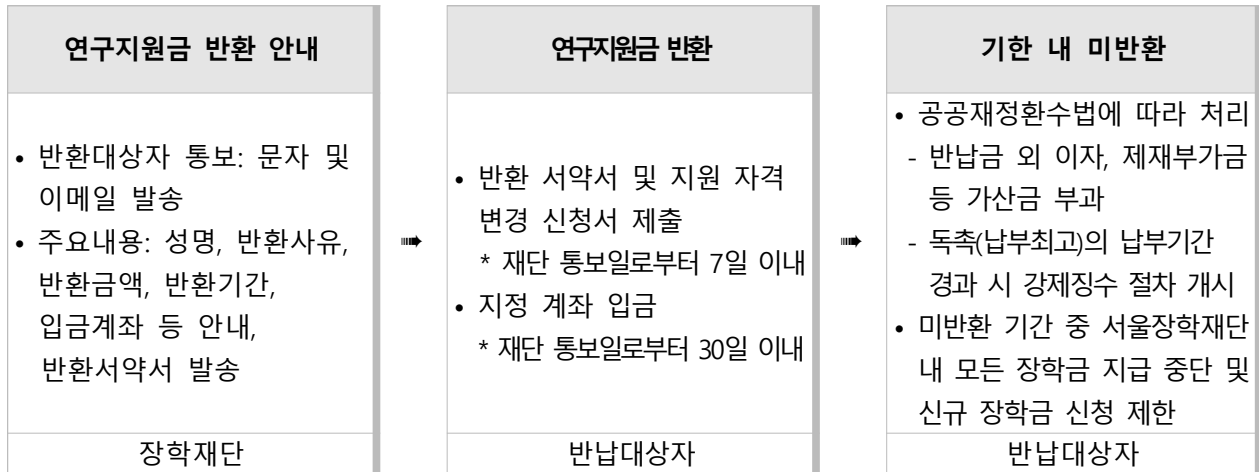 연구지원금 반환 안내
• 반환대상자 통보: 문자 및
이메일 발송
• 주요내용: 성명, 반환사유,
반환금액, 반환기간,
입금계좌 등 안내,
반환서약서 발송
장학재단
➠
연구지원금 반환
• 반환 서약서 및 지원 자격
변경 신청서 제출
* 재단 통보일로부터 7일 이내
• 지정 계좌 입금
* 재단 통보일로부터 30일 이내
반납대상자
➠
기한 내 미반환
• 공공재정환수법에 따라 처리
- 반납금 외 이자, 제재부가금
등 가산금 부과
- 독촉(납부최고)의 납부기간
경과 시 강제징수 절차 개시
• 미반환 기간 중 서울장학재단
내 모든 장학금 지급 중단 및
신규 장학금 신청 제한
반납대상자